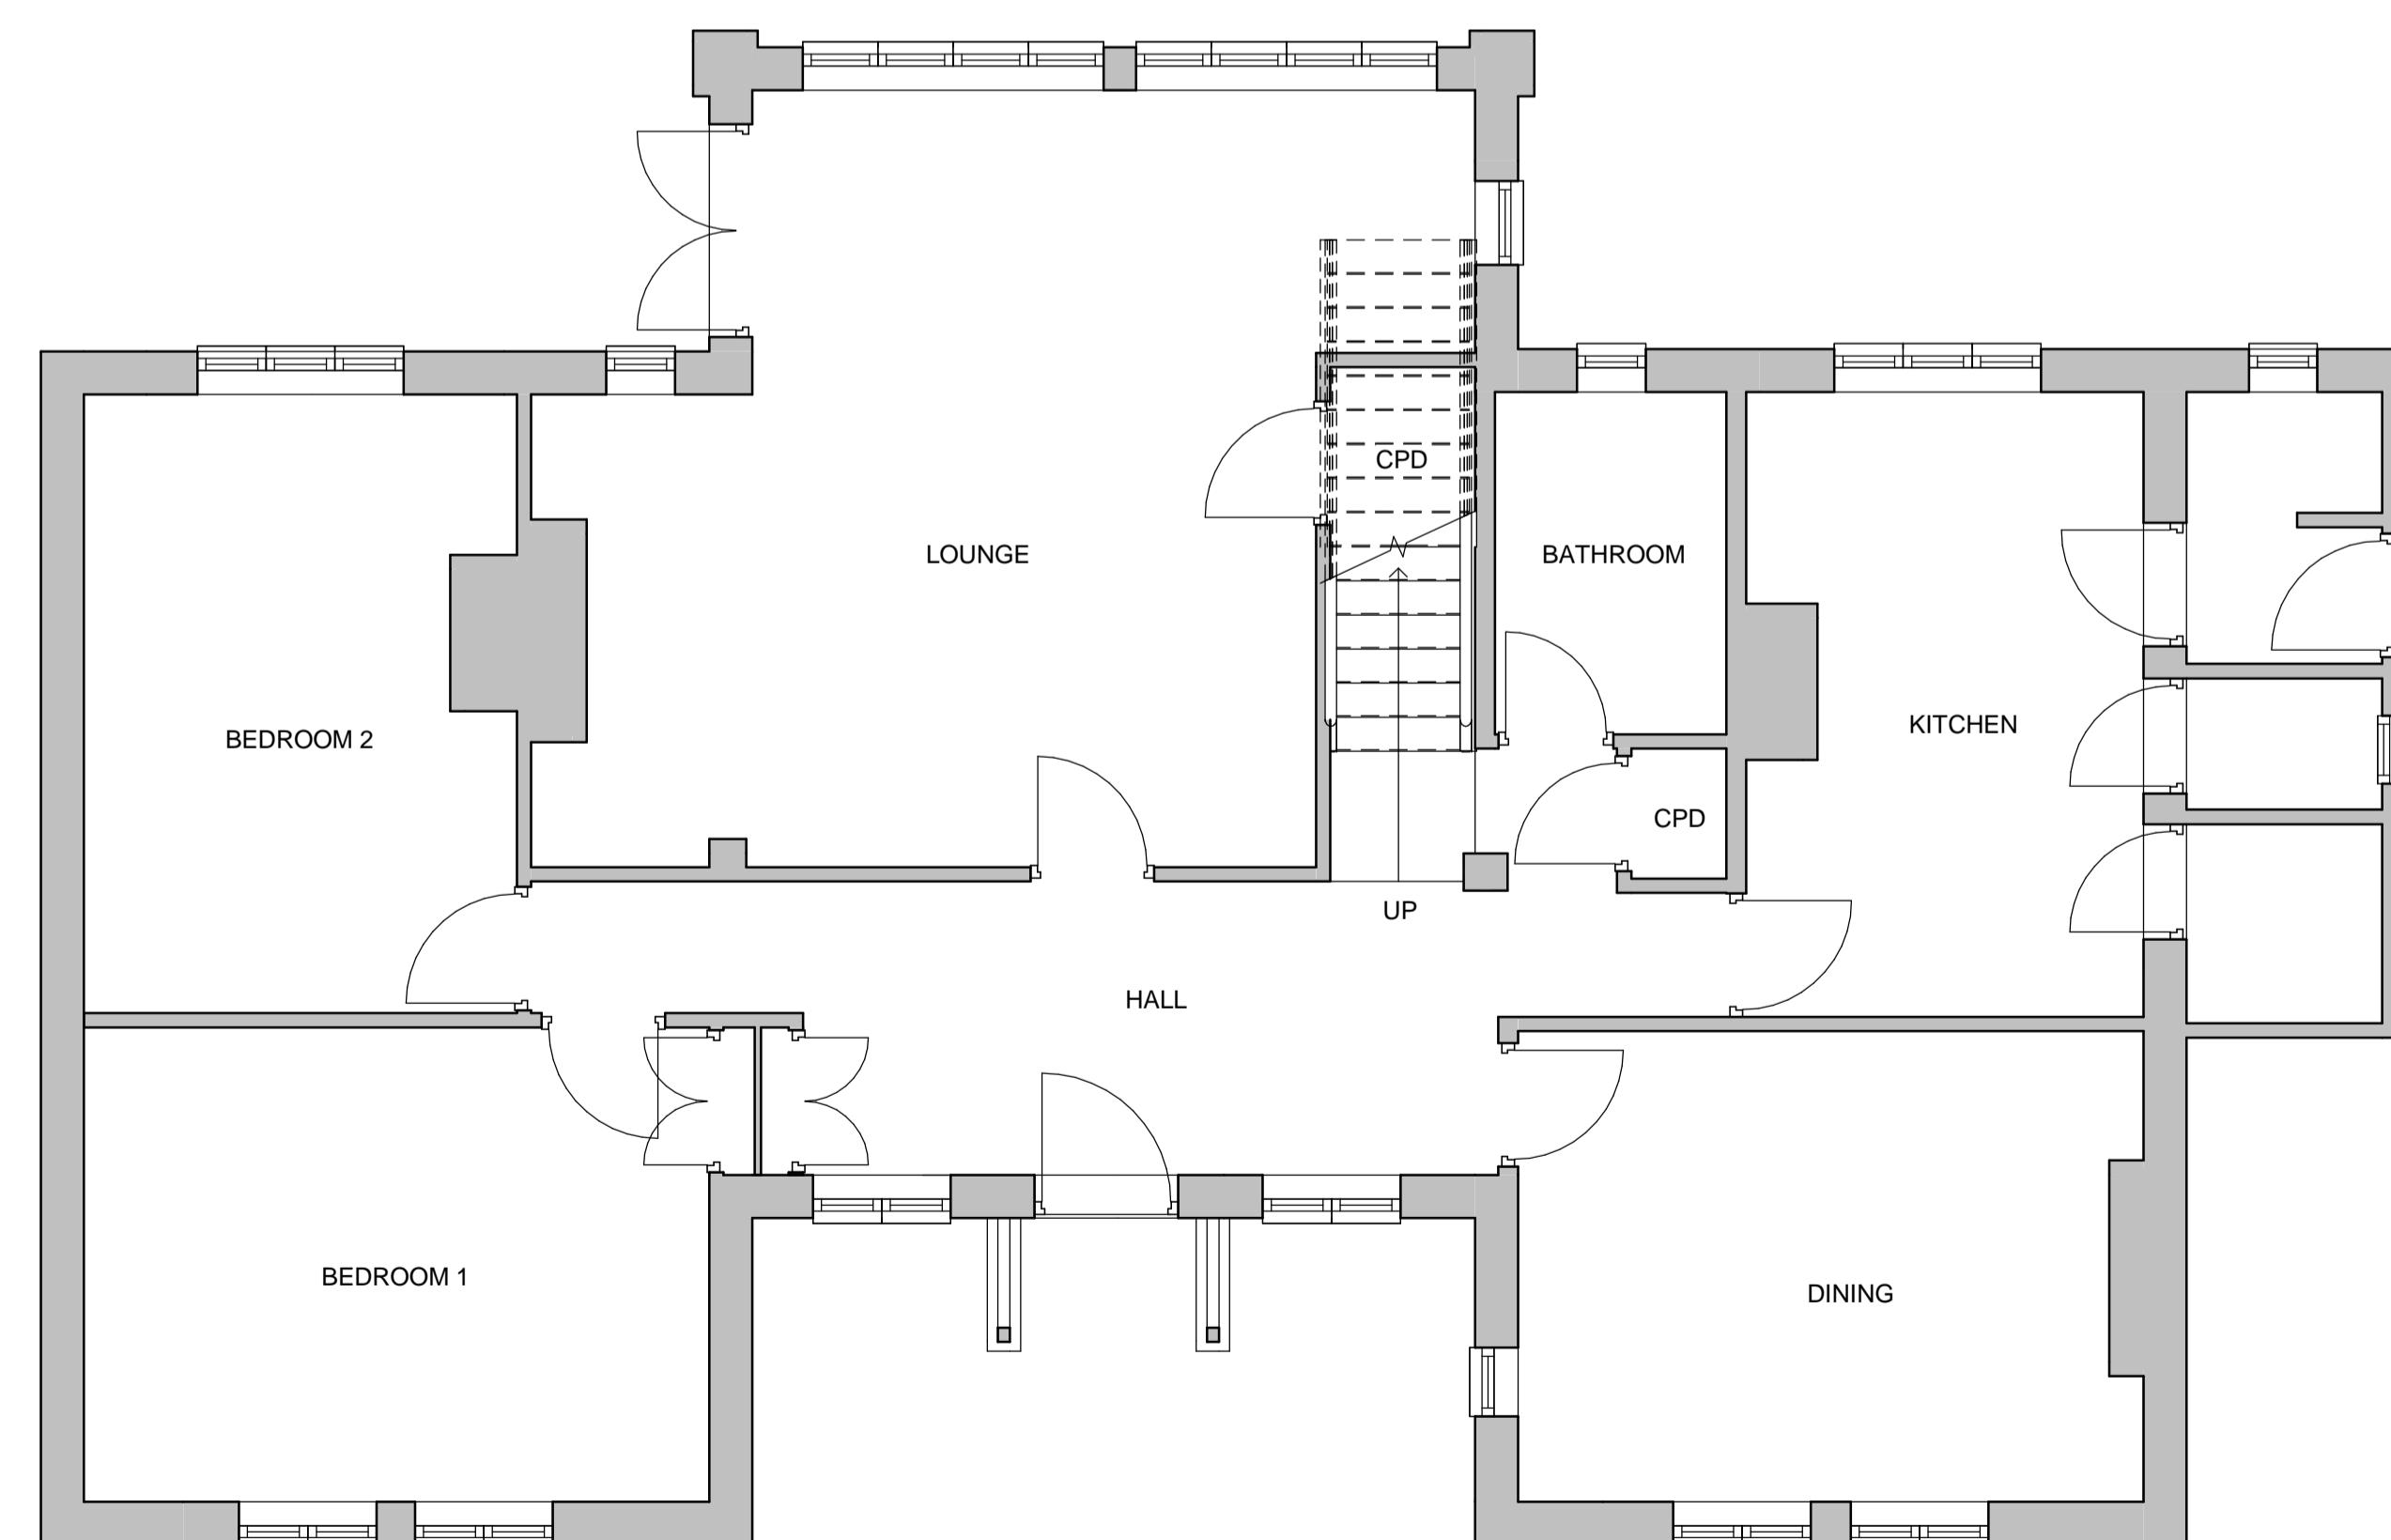 CPD
LOUNGE
BATHROOM
BEDROOM 2
KITCHEN
CPD
UP
HALL
BEDROOM 1
DINING